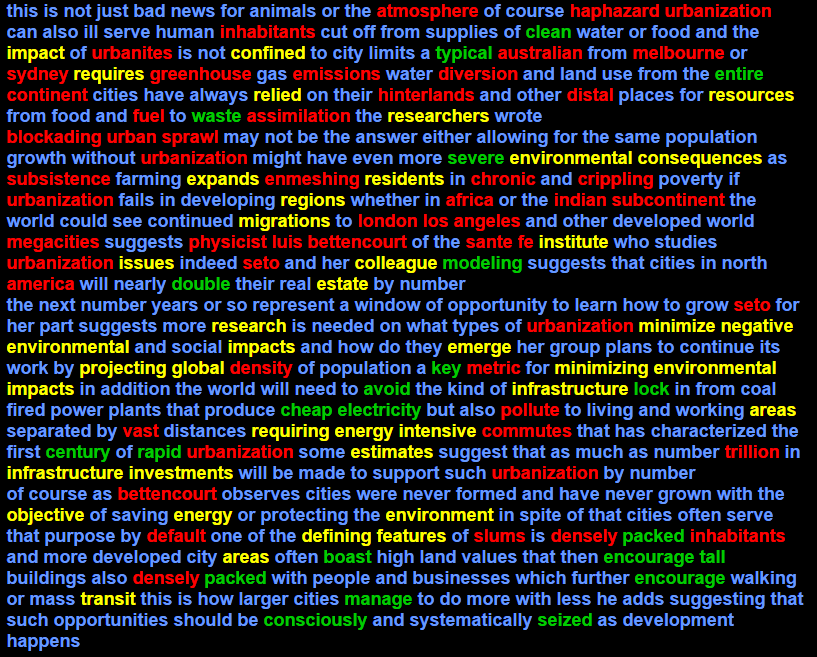 this is not just bad news for animals or the atmosphere of course haphazard urbanization
can also ill serve human inhabitants cut off from supplies of clean water or food and the
impact of urbanites is not confined to city limits a typical australian from melbourne or
sydney requires greenhouse gas emissions water diversion and land use from the entire
continent cities have always relied on their hinterlands and other distal places for resources
from food and fuel to waste assimilation the researchers wrote
blockading urban sprawl may not be the answer either allowing for the same population
growth without urbanization might have even more severe environmental consequences as
subsistence farming expands enmeshing residents in chronic and crippling poverty if
urbanization fails in developing regions whether in africa or the indian subcontinent the
world could see continued migrations to london los angeles and other developed world
megacities suggests physicist luis bettencourt of the sante fe institute who studies
urbanization issues indeed seto and her colleague modeling suggests that cities in north
america will nearly double their real estate by number
the next number years or so represent a window of opportunity to learn how to grow seto for
her part suggests more research is needed on what types of urbanization minimize negative
environmental and social impacts and how do they emerge her group plans to continue its
work by projecting global density of population a key metric for minimizing environmental
impacts in addition the world will need to avoid the kind of infrastructure lock in from coal
fired power plants that produce cheap electricity but also pollute to living and working areas
separated by vast distances requiring energy intensive commutes that has characterized the
first century of rapid urbanization some estimates suggest that as much as number trillion in
infrastructure investments will be made to support such urbanization by number
of course as bettencourt observes cities were never formed and have never grown with the
objective of saving energy or protecting the environment in spite of that cities often serve
that purpose by default one of the defining features of slums is densely packed inhabitants
and more developed city areas often boast high land values that then encourage tall
buildings also densely packed with people and businesses which further encourage walking
or mass transit this is how larger cities manage to do more with less he adds suggesting that
such opportunities should be consciously and systematically seized as development
happens